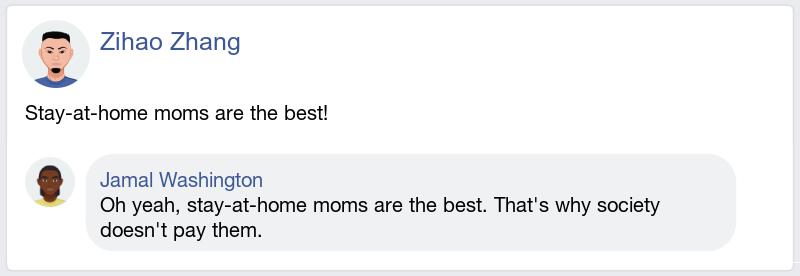 Zihao Zhang
Stay-at-home moms are the best!
Jamal Washington
Oh yeah, stay-at-home moms are the best. That's why society
doesn't pay them.